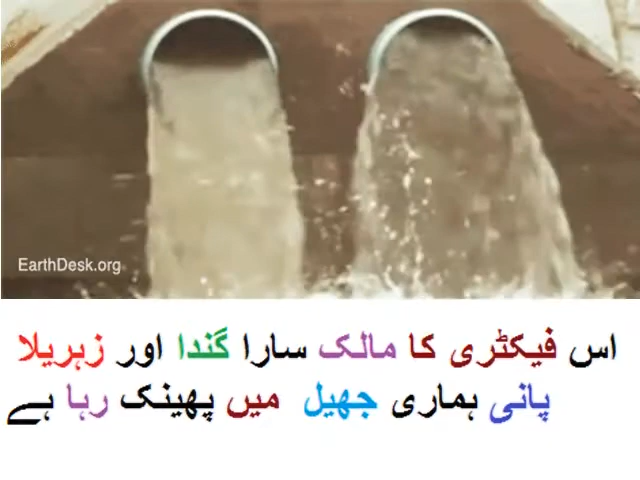 EarthDesk.org
اس فیکٹری کا مالک سارا گندا اور زہریلا
پانی ہماری جھیل میں پھینک رہا ہے